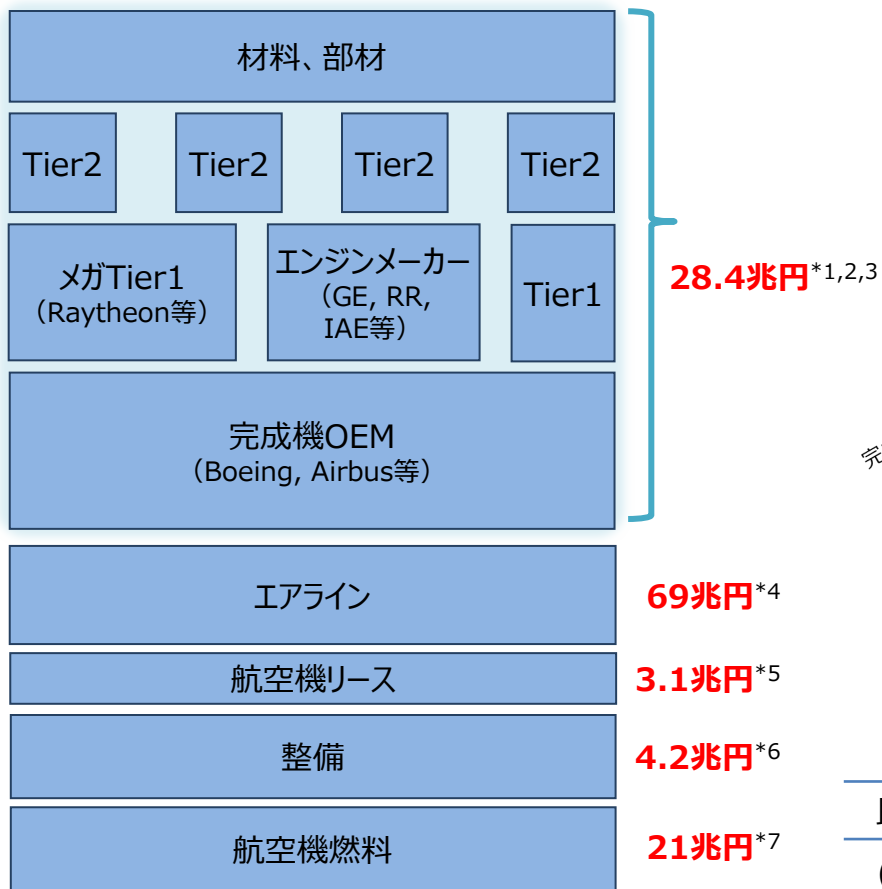 材料、部材
Tier2
Tier2
Tier2
Tier2
メガTier1
（Raytheon等）
エンジンメーカー
（GE, RR,
IAE等）
Tier1
28.4兆円*1,2,3
完成機OEM
（Boeing, Airbus等）
完
エアライン
69兆円*4
航空機リース
3.1兆円*5
整備
4.2兆円*6
航空機燃料
21兆円*7